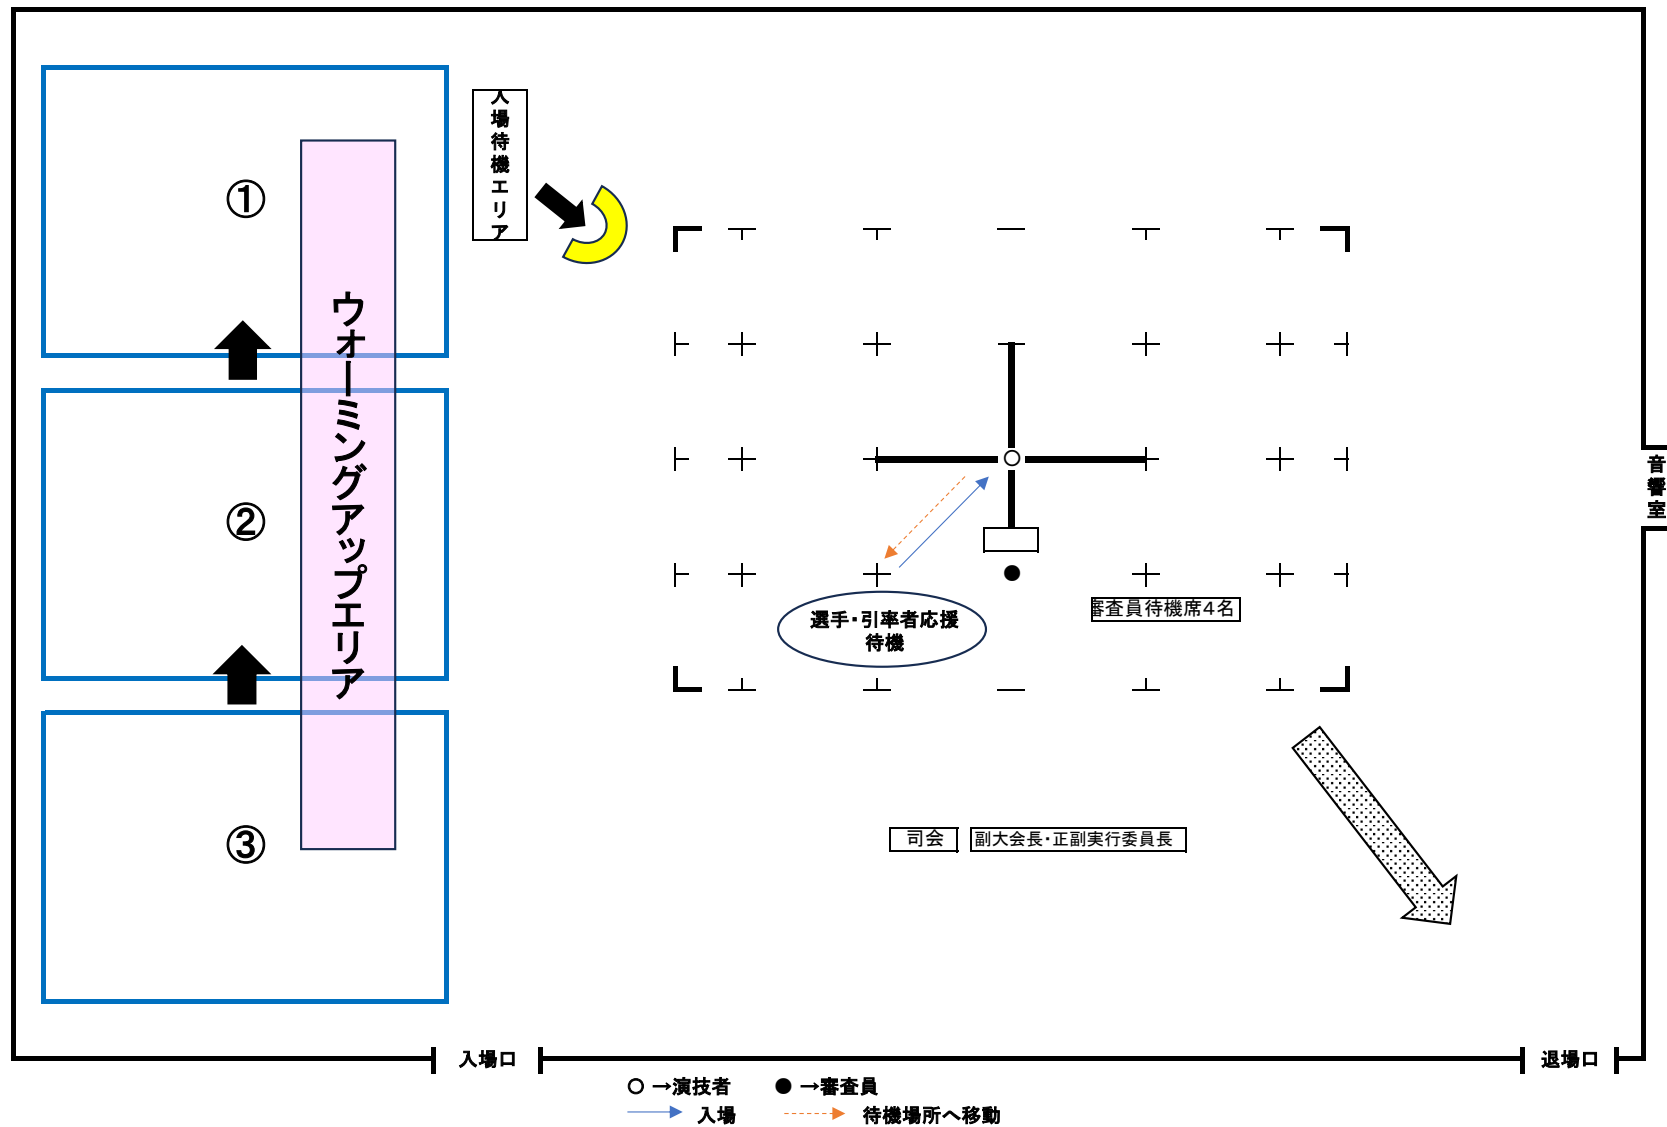 入場待機エリア
①
ウォーミングアップエリア
②
③
音響室
選手・引率者応援
待機
審査員待機席4名
司会
副大会長・正副実行委員長
入場口
退場口
○→演技者
●→審査員
入場
待機場所へ移動